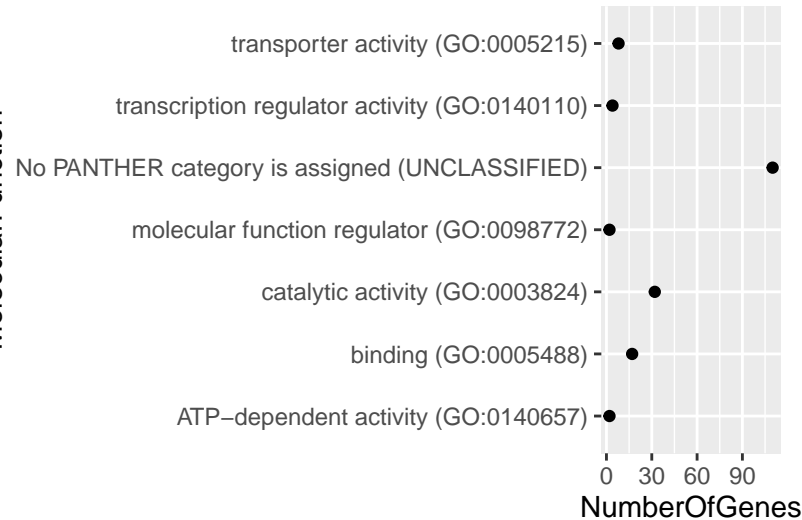 transporter activity (GO:0005215)
transcription regulator activity (GO:0140110)
No PANTHER category is assigned (UNCLASSIFIED)
molecular function regulator (GO:0098772)
catalytic activity (GO:0003824)
binding (GO:0005488)
ATP−dependent activity (GO:0140657)
0 30 60 90
NumberOfGenes